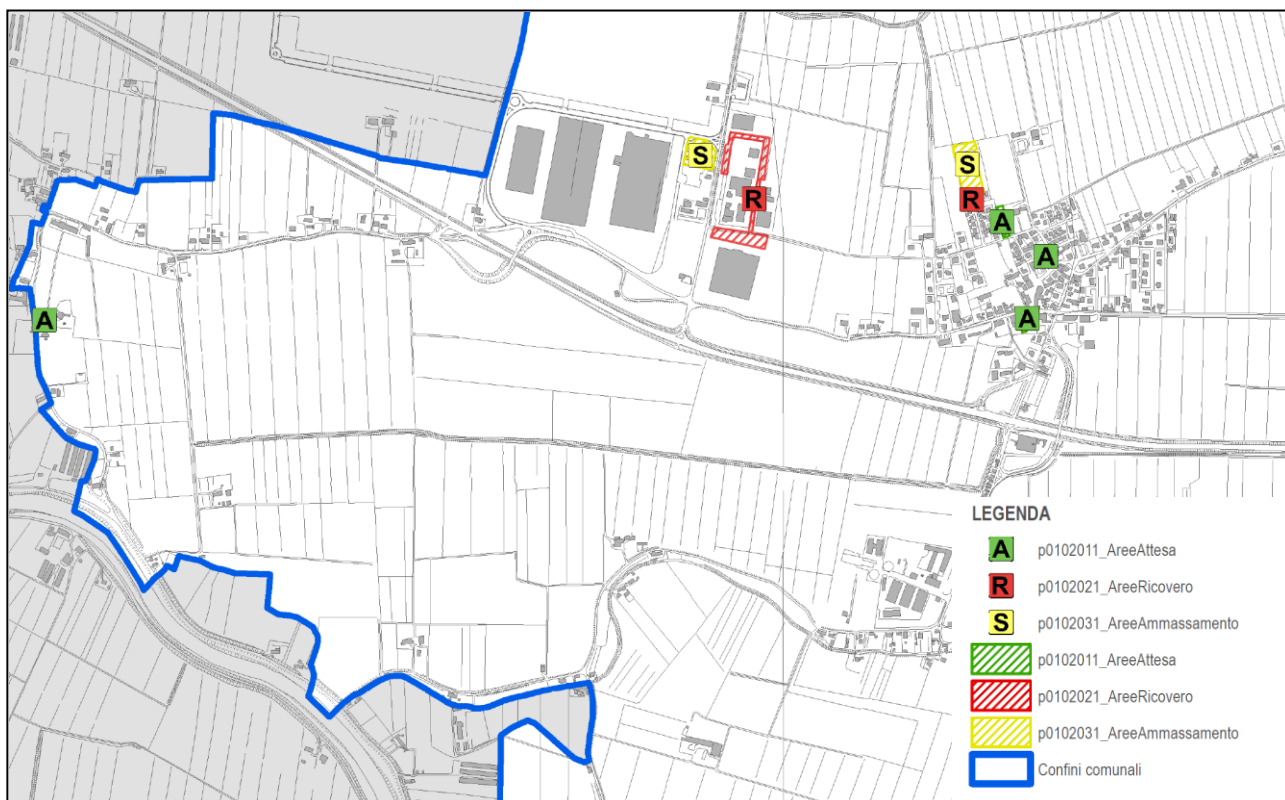 S
R
S
R
A
A
A
A
LEGENDA
A p0102011_AreeAttesa
R p0102021_AreeRicovero
S p0102031_AreeAmmassamento
p0102011_AreeAttesa
p0102021_AreeRicovero
p0102031_AreeAmmassamento
Confini comunali